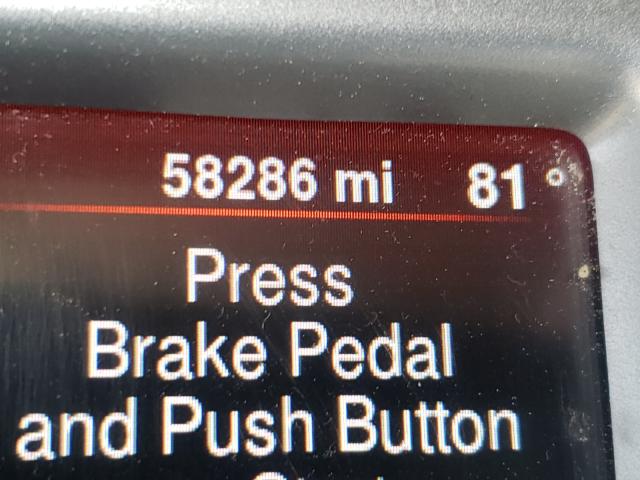 58286 mi 81°
Press
Brake Pedal
and Push Button